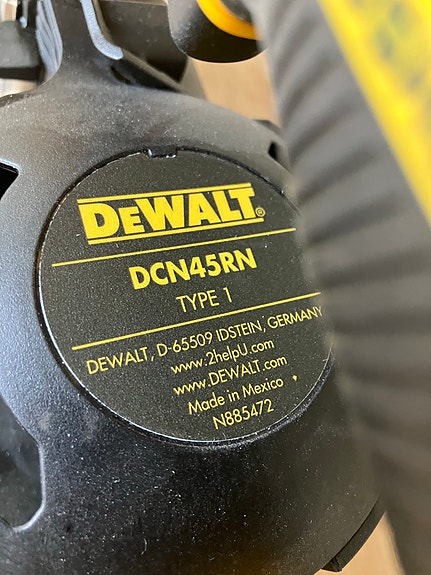 DEWALT®
DCN45RN
TYPE 1
DEWALT, D-65509 IDSTEIN, GERMANY
www.2helpU.com
www.DEWALT.com
Made in Mexico
N885472